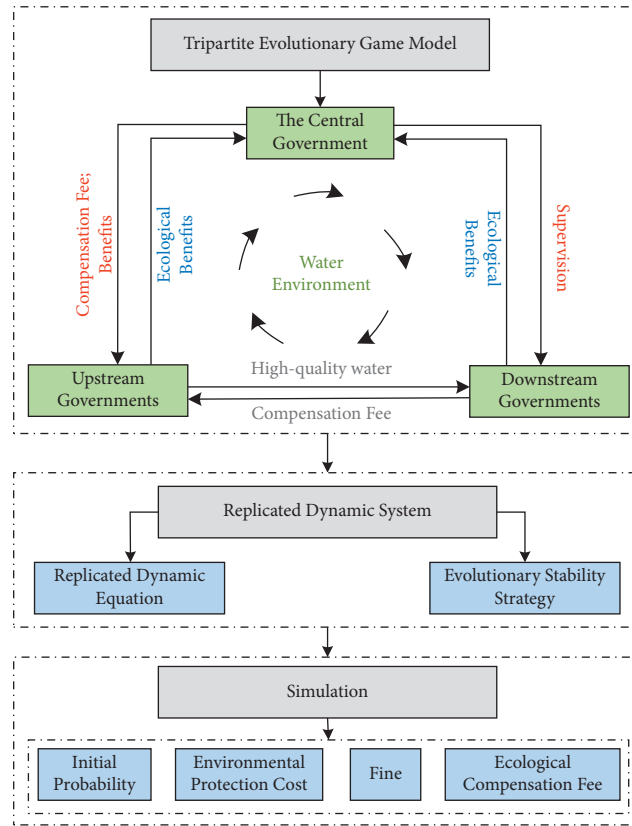 Tripartite Evolutionary Game Model
The Central
Government
Compensation Fee;
Benefits
Ecological
Benefits
Water
Environment
Ecological
Benefits
Supervision
Upstream
Governments
High-quality water
Compensation Fee
Downstream
Governments
Replicated Dynamic System
Replicated Dynamic
Equation
Evolutionary Stability
Strategy
Simulation
Initial
Probability
Environmental
Protection Cost
Fine
Ecological
Compensation Fee